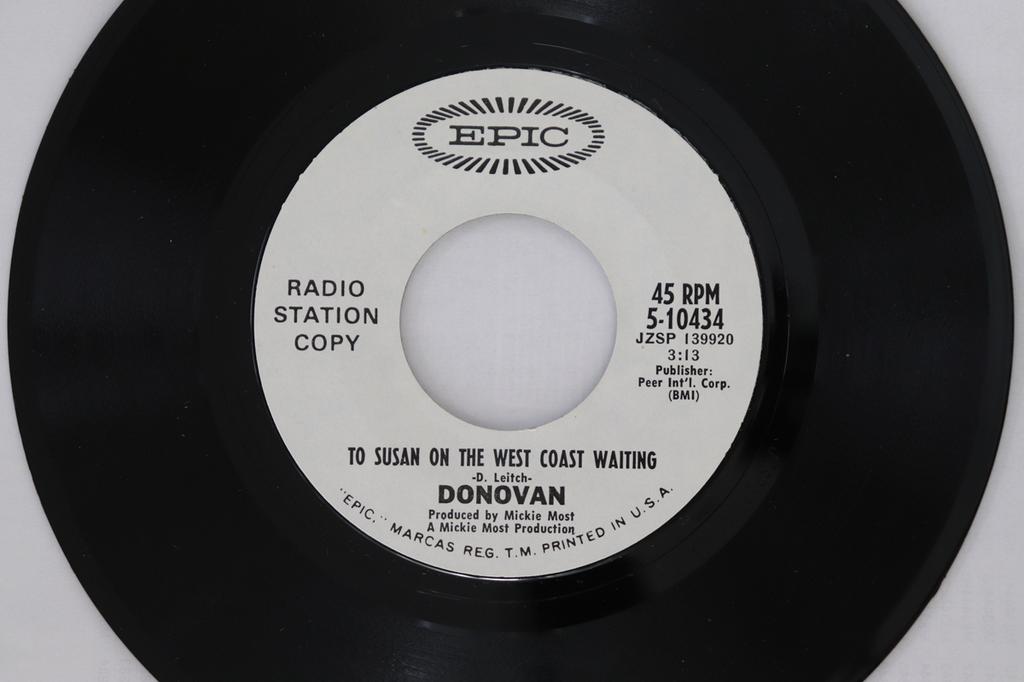 EPIC
RADIO
STATION
COPY
45 RPM
5-10434
JZSP 139920
3:13
Publisher:
Peer Int'l. Corp.
(BMI)
TO SUSAN ON THE WEST COAST WAITING
-D. Leitch-
DONOVAN
Produced by Mickie Most
A Mickie Most Production
"EPIC," MARCAS REG. T.M. PRINTED IN U.S.A.